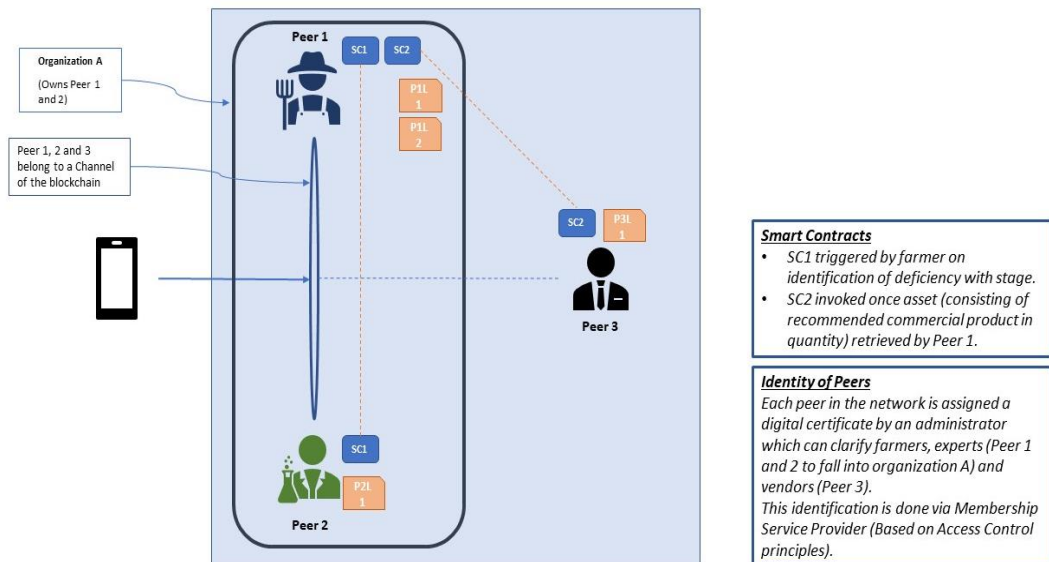 Organization A
(Owns Peer 1
and 2)
Peer 1, 2 and 3
belong to a Channel
of the blockchain
Peer 1
SC1
SC2
P1L
1
P1L
2
SC2
P3L
1
Peer 3
SC1
P2L
1
Peer 2
Smart Contracts
• SC1 triggered by farmer on
identification of deficiency with stage.
• SC2 invoked once asset (consisting of
recommended commercial product in
quantity) retrieved by Peer 1.
Identity of Peers
Each peer in the network is assigned a
digital certificate by an administrator
which can clarify farmers, experts (Peer 1
and 2 to fall into organization A) and
vendors (Peer 3).
This identification is done via Membership
Service Provider (Based on Access Control
principles).